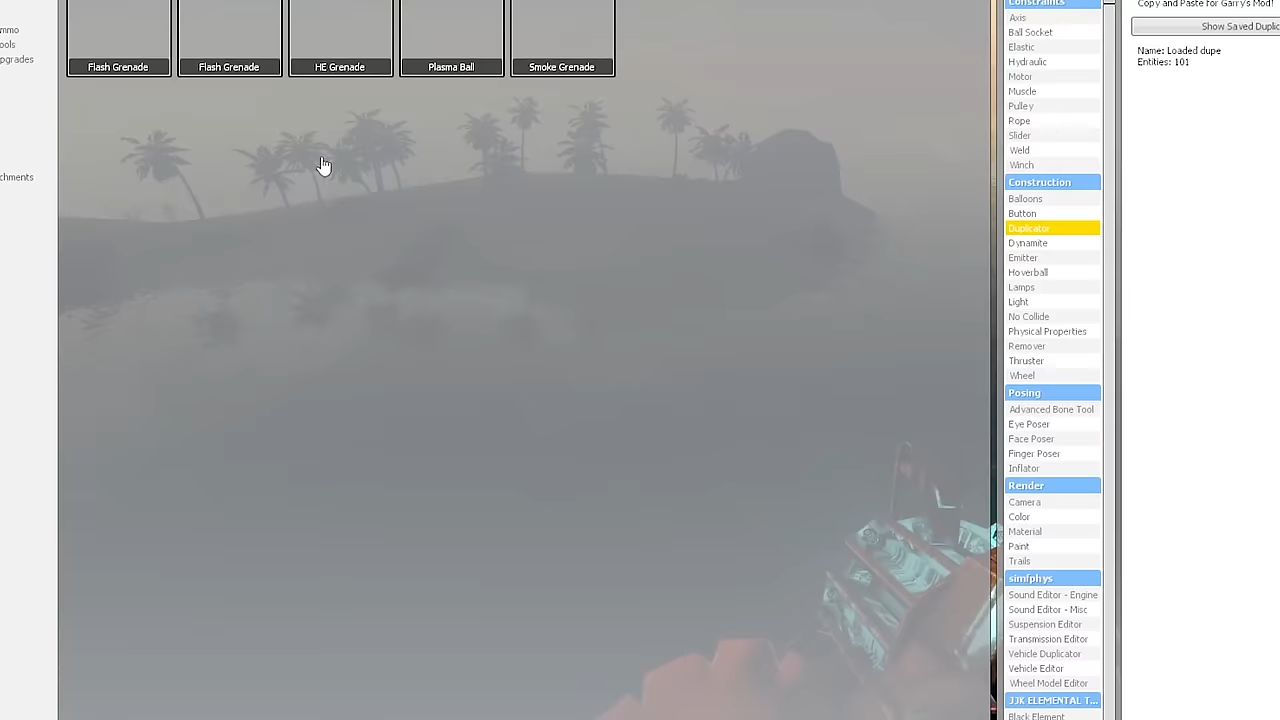 mmo
ools
pgrades
chments
Flash Grenade
Flash Grenade
HE Grenade
Plasma Ball
Smoke Grenade
Constraints
Axis
Ball Socket
Elastic
Hydraulic
Motor
Muscle
Pulley
Rope
Slider
Weld
Winch
Construction
Balloons
Button
Duplicator
Dynamite
Emitter
Hoverball
Lamps
Light
No Collide
Physical Properties
Remover
Thruster
Wheel
Posing
Advanced Bone Tool
Eye Poser
Face Poser
Finger Poser
Inflator
Render
Camera
Color
Material
Paint
Trails
simfphys
Sound Editor - Engine
Sound Editor - Misc
Suspension Editor
Transmission Editor
Vehicle Duplicator
Vehicle Editor
Wheel Model Editor
JJK ELEMENTAL T...
Black Element
Copy and Paste for Garry's Mod!
Show Saved Duplic
Name: Loaded dupe
Entities: 101